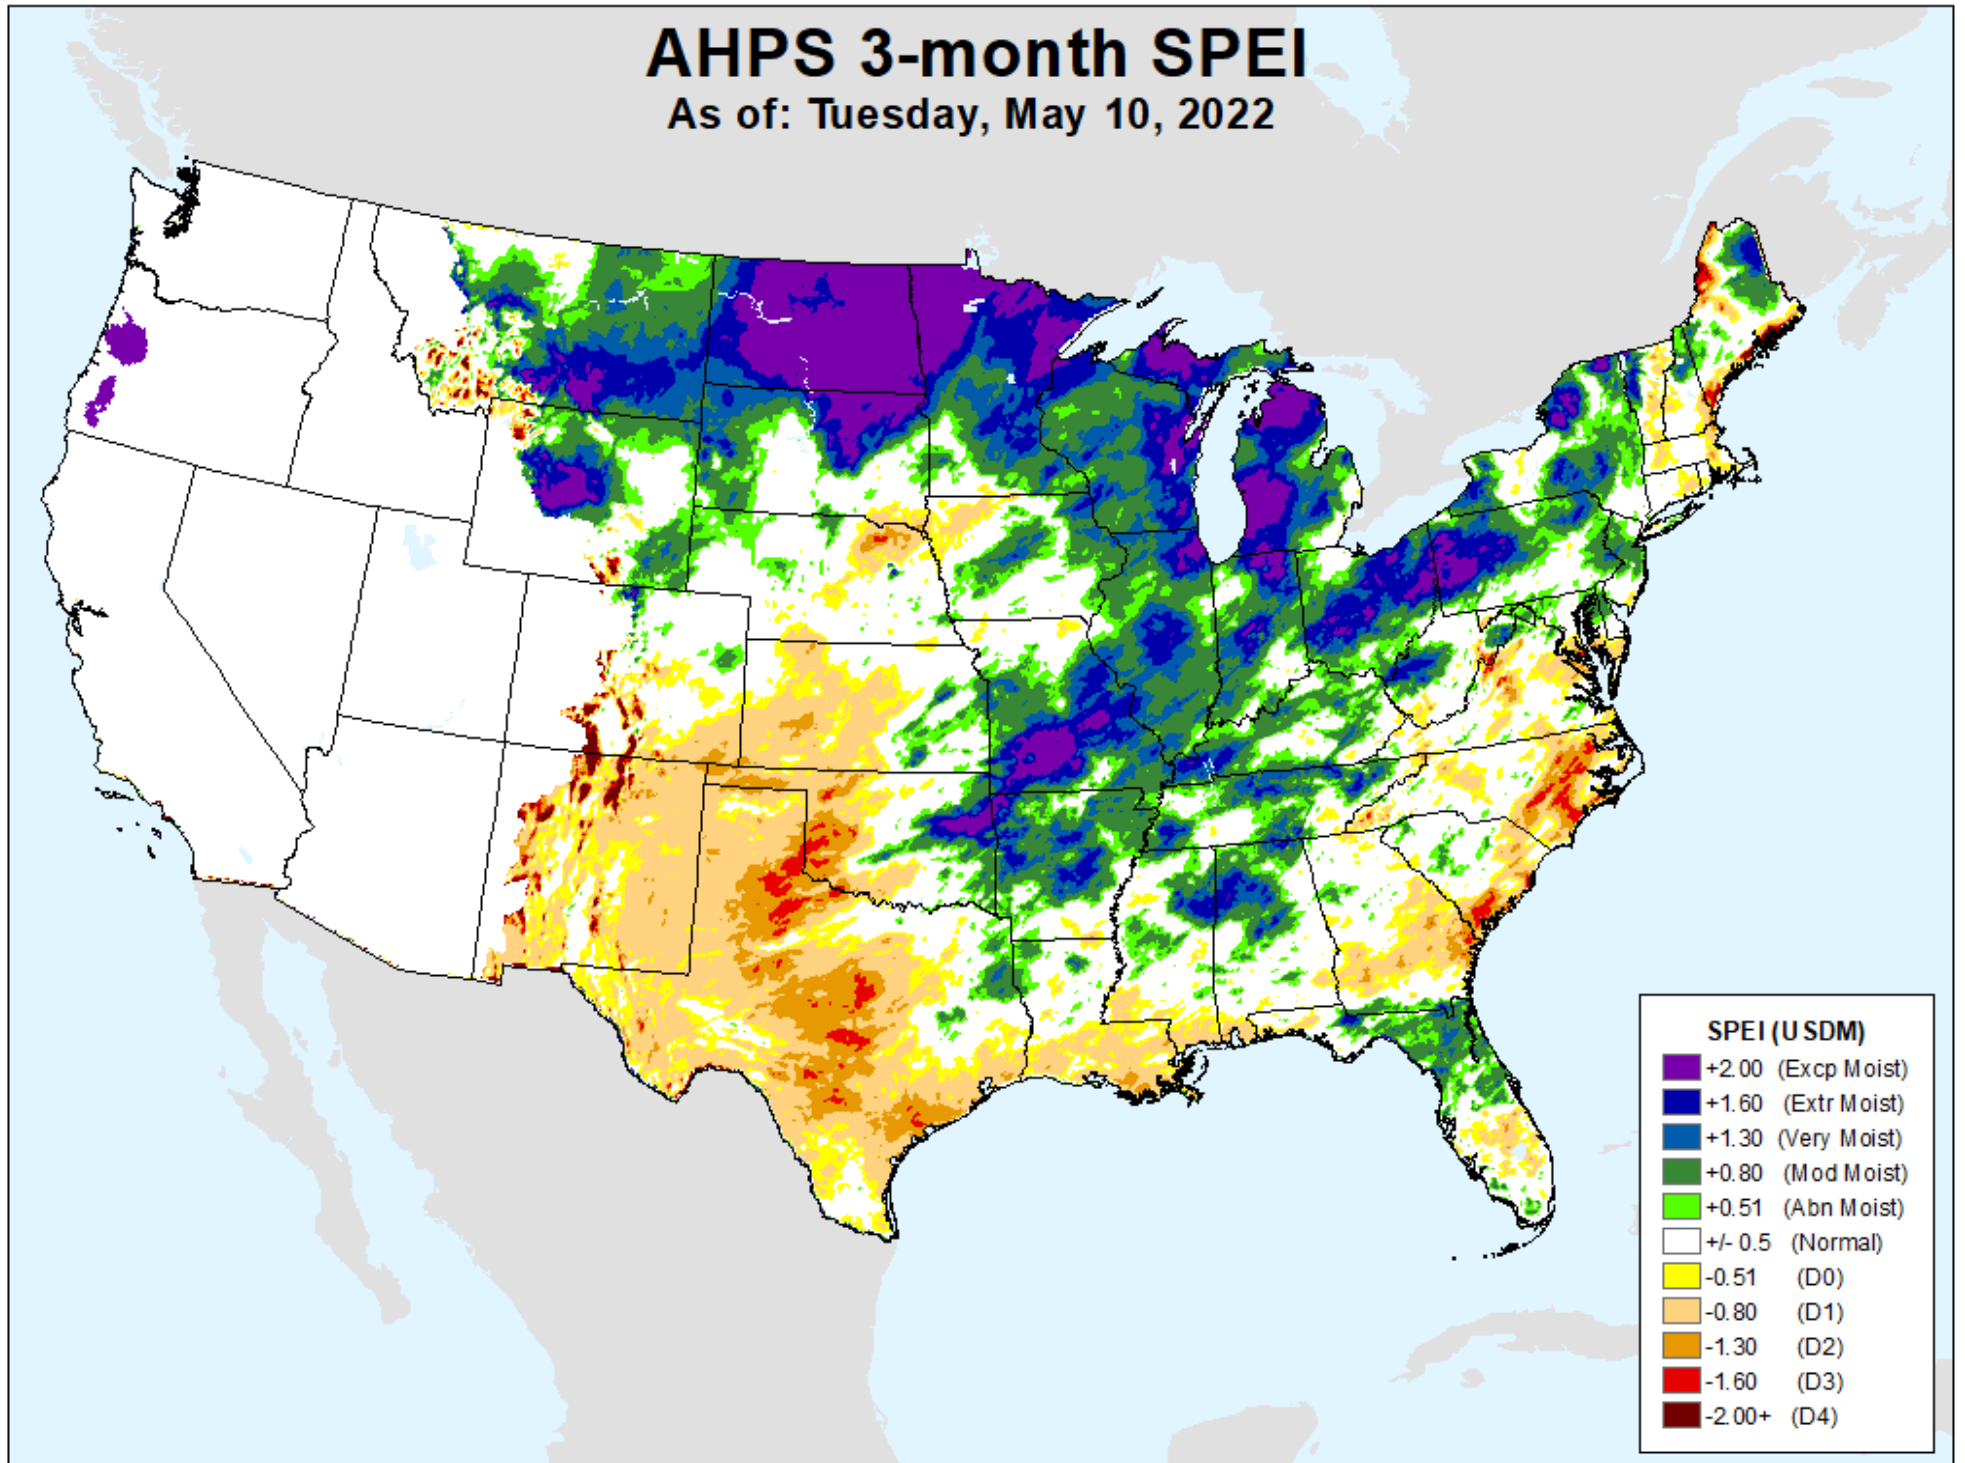 AHPS 3-month SPEI
As of: Tuesday, May 10, 2022
SPEI (USDM)
+2.00 (Excp Moist)
+1.60 (Extr Moist)
+1.30 (Very Moist)
+0.80 (Mod Moist)
+0.51 (Abn Moist)
+/- 0.5 (Normal)
-0.51 (D0)
-0.80 (D1)
-1.30 (D2)
-1.60 (D3)
-2.00+ (D4)